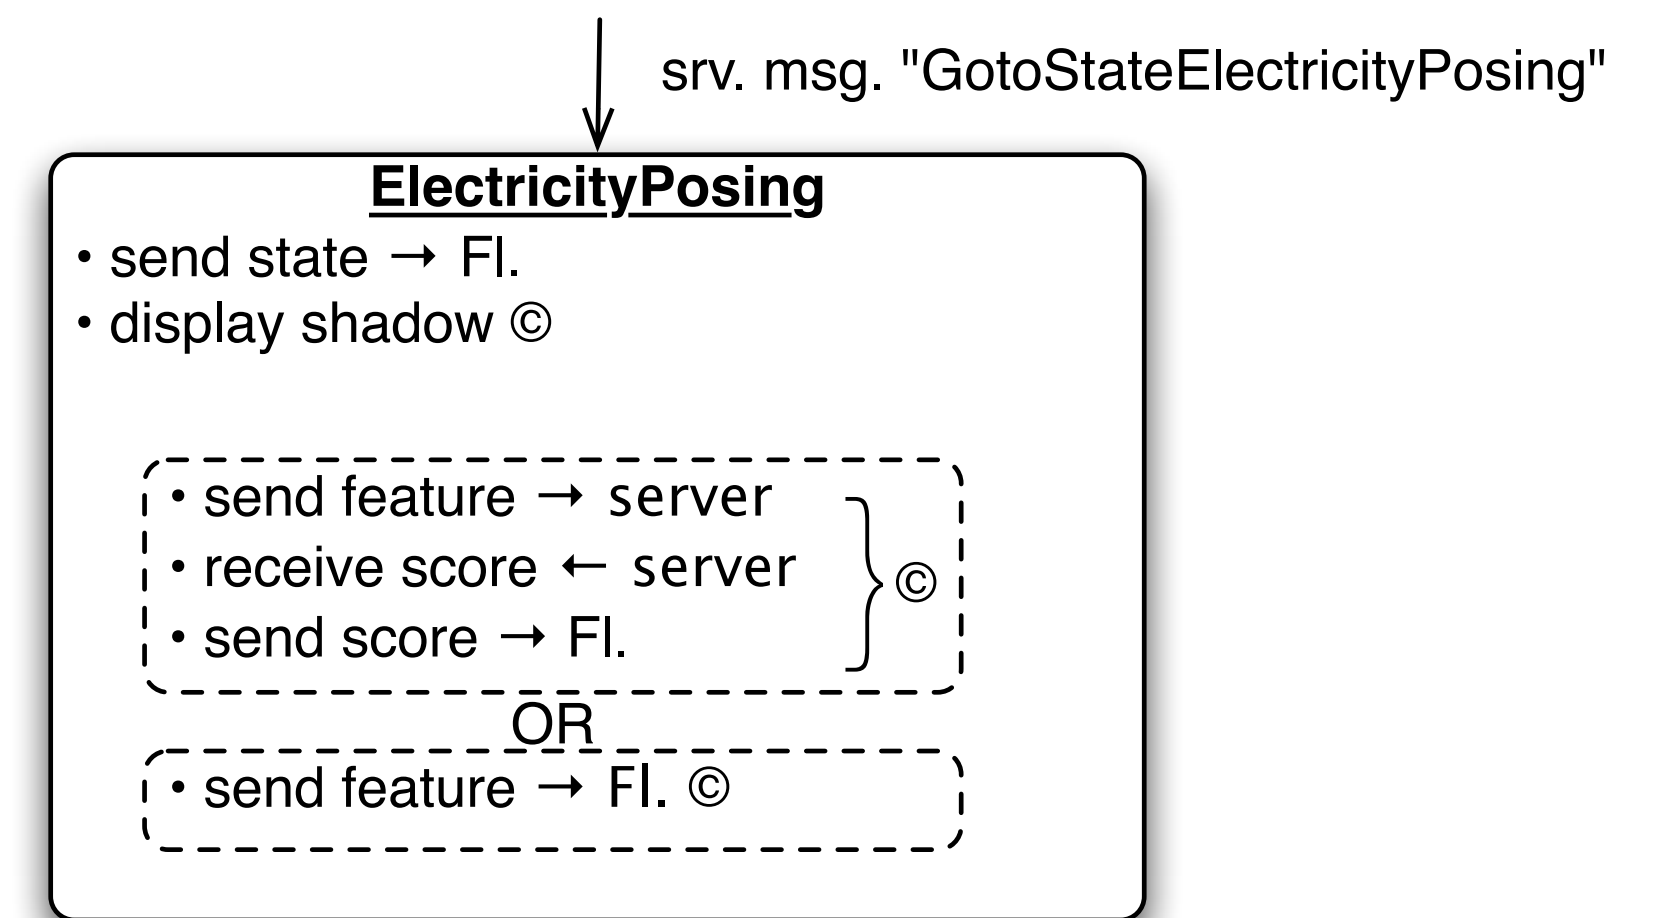 srv. msg. "GotoStateElectricityPosing"
ElectricityPosing
• send state → Fl.
• display shadow ©
• send feature → server
• receive score ← server
• send score → Fl.
©
OR
• send feature → Fl. ©